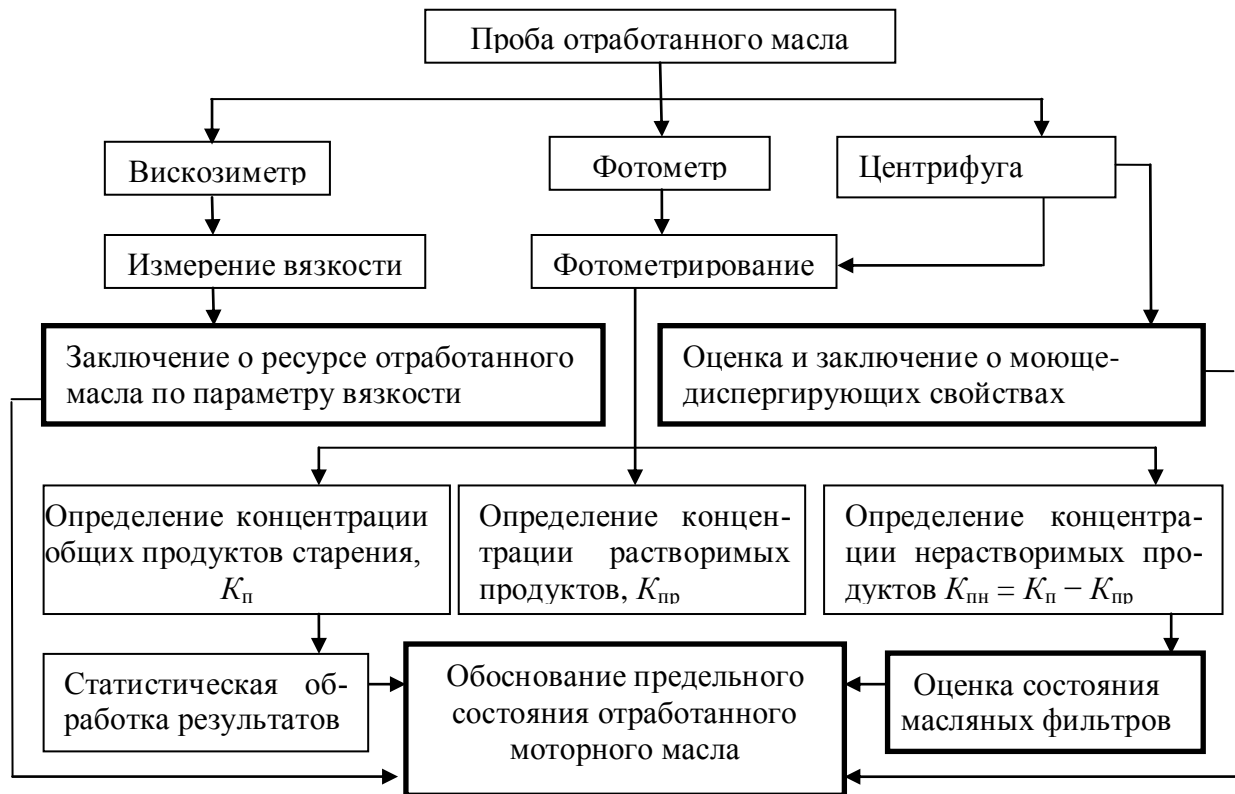 Проба отработанного масла
Вискозиметр
Фотометр
Центрифуга
Измерение вязкости
Фотометрирование
Заключение о ресурсе отработанного
масла по параметру вязкости
Оценка и заключение о моюще-
диспергирующих свойствах
Определение концентрации
общих продуктов старения,
Kп
Определение концен-
трации растворимых
продуктов, Kпр
Определение концентра-
ции нерастворимых про-
дуктов Kпн = Kп − Kпр
Статистическая об-
работка результатов
Обоснование предельного
состояния отработанного
моторного масла
Оценка состояния
масляных фильтров